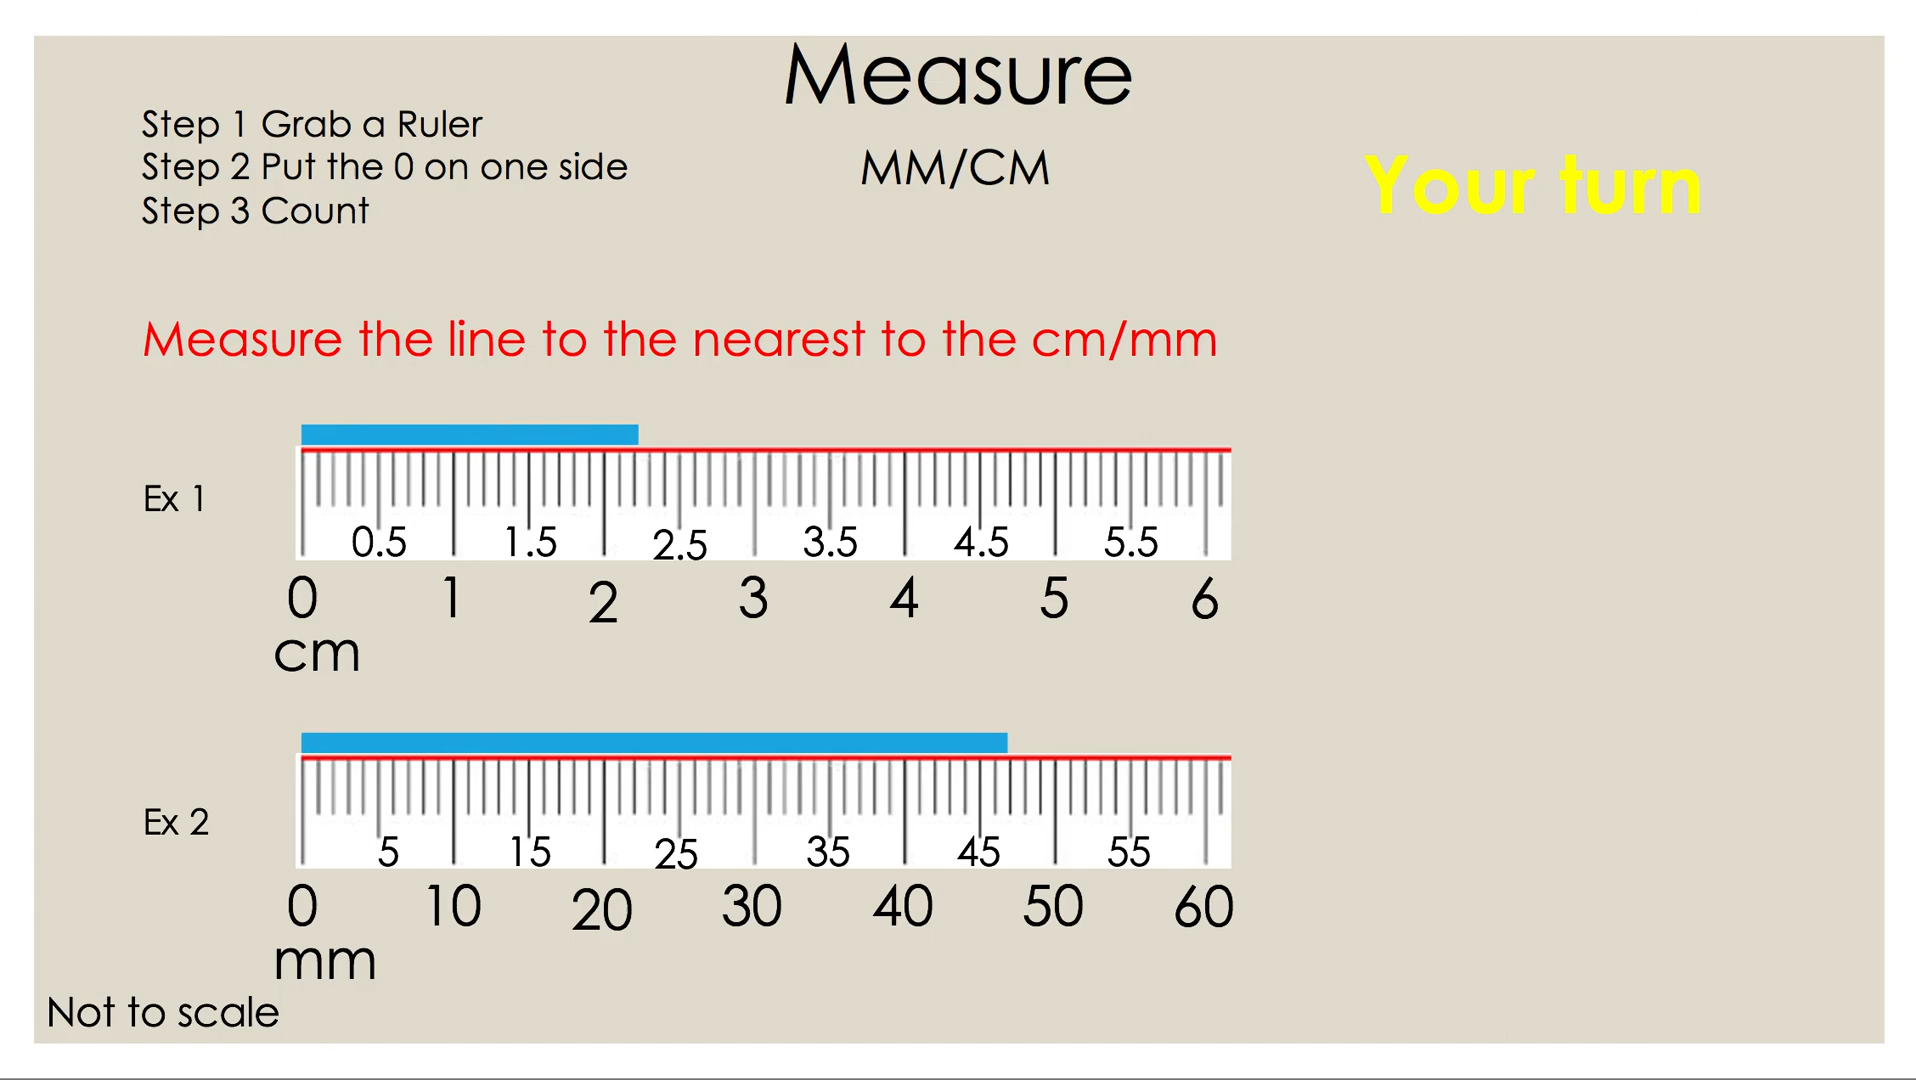 Measure
Step 1 Grab a Ruler
Step 2 Put the 0 on one side
Step 3 Count
MM/CM
Your turn
Measure the line to the nearest to the cm/mm
Ex 1
0.5 1.5 2.5 3.5 4.5 5.5
0 1 2 3 4 5 6
cm
Ex 2
5 15 25 35 45 55
0 10 20 30 40 50 60
mm
Not to scale